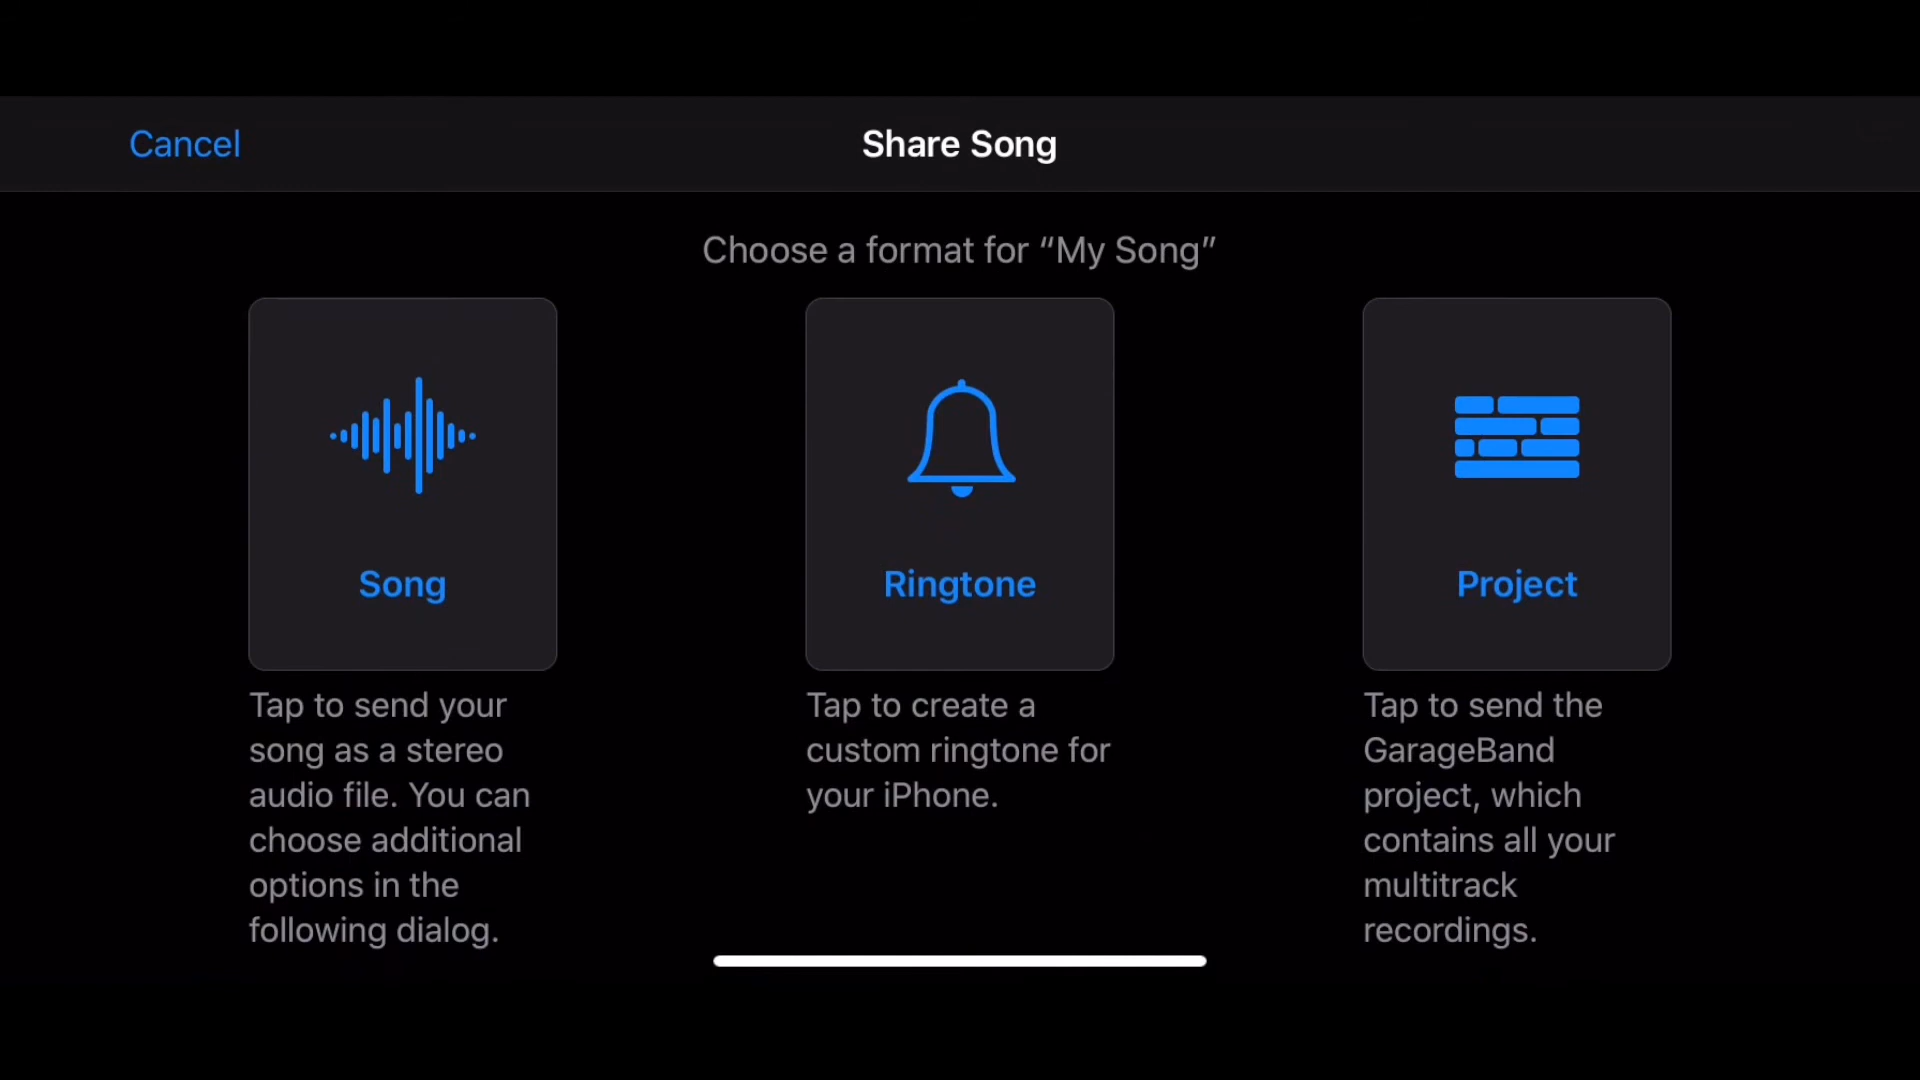 Cancel
Share Song
Choose a format for “My Song”
Song
Tap to send your
song as a stereo
audio file. You can
choose additional
options in the
following dialog.
Ringtone
Tap to create a
custom ringtone for
your iPhone.
Project
Tap to send the
GarageBand
project, which
contains all your
multitrack
recordings.